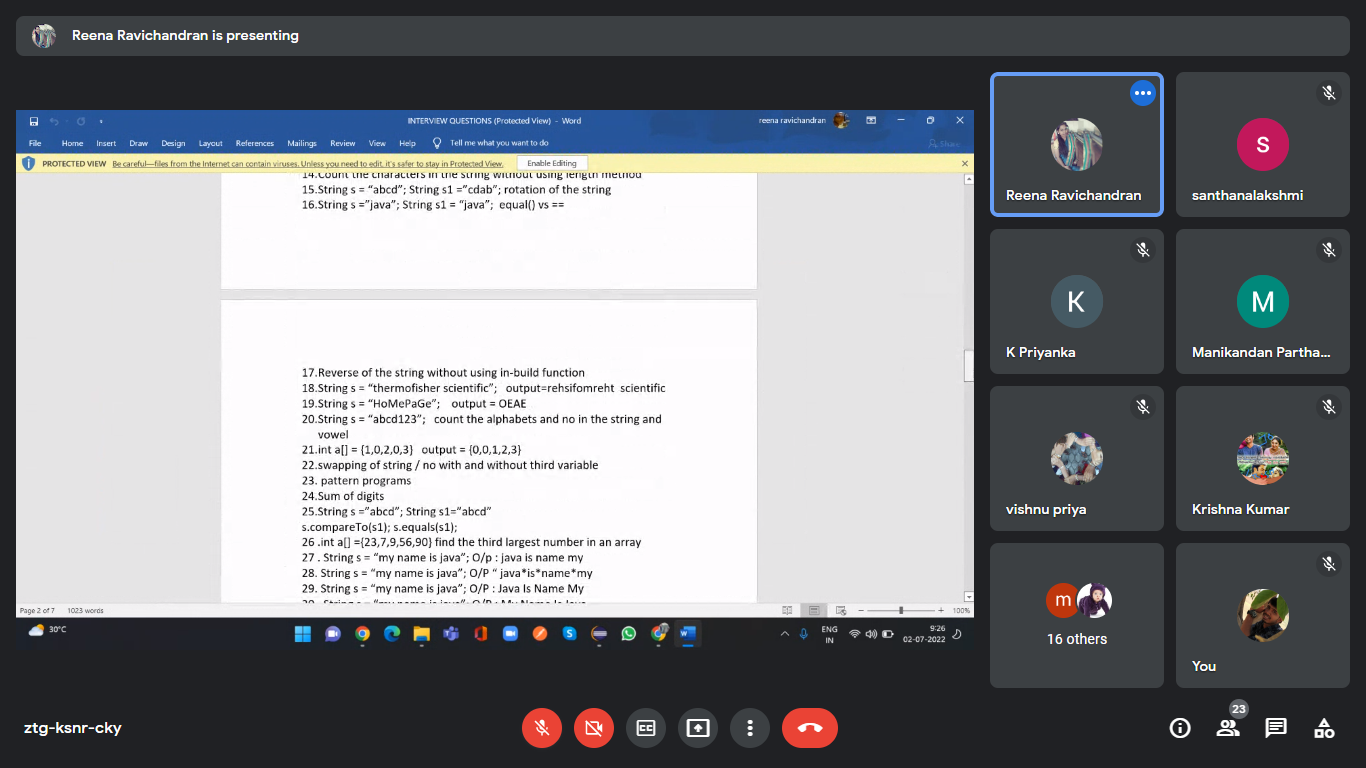 Reena Ravichandran is presenting
INTERVIEW QUESTIONS (Protected View) - Word
reena ravichandran
File Home Insert Draw Design Layout References Mailings Review View Help Tell me what you want to do Share
PROTECTED VIEW Be careful—files from the Internet can contain viruses. Unless you need to edit, it's safer to stay in Protected View. Enable Editing
14.Count the characters in the string without using length method
15.String s = “abcd”; String s1 =”cdab”; rotation of the string
16.String s =”java”; String s1 = “java”; equal() vs ==
17.Reverse of the string without using in-build function
18.String s = “thermofisher scientific”; output=rehsifomreht scientific
19.String s = “HoMePaGe”; output = OEAE
20.String s = “abcd123”; count the alphabets and no in the string and
vowel
21.int a[] = {1,0,2,0,3} output = {0,0,1,2,3}
22.swapping of string / no with and without third variable
23. pattern programs
24.Sum of digits
25.String s =”abcd”; String s1=”abcd”
s.compareTo(s1); s.equals(s1);
26 .int a[] ={23,7,9,56,90} find the third largest number in an array
27 . String s = “my name is java”; O/p : java is name my
28. String s = “my name is java”; O/P “ java*is*name*my
29. String s = “my name is java”; O/P : Java Is Name My
30. String s = “my name is java”; O/P : My Name Is Java
Page 2 of 7 1023 words
100%
30°C
ENG
IN
9:26
02-07-2022
Reena Ravichandran
S
santhanalakshmi
K
K Priyanka
M
Manikandan Partha...
vishnu priya
Krishna Kumar
m
16 others
You
ztg-ksnr-cky
23